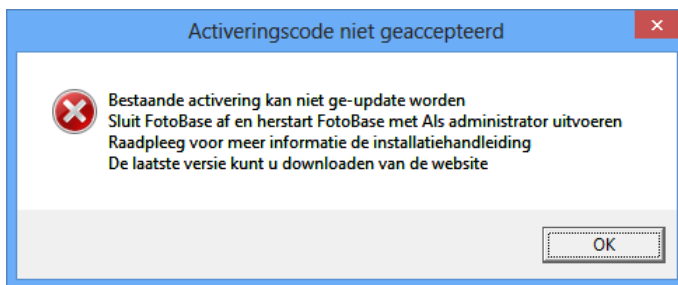 Activeringscode niet geaccepteerd
Bestaande activering kan niet ge-update worden
Sluit FotoBase af en herstart FotoBase met Als administrator uitvoeren
Raadpleeg voor meer informatie de installatiehandleiding
De laatste versie kunt u downloaden van de website
OK